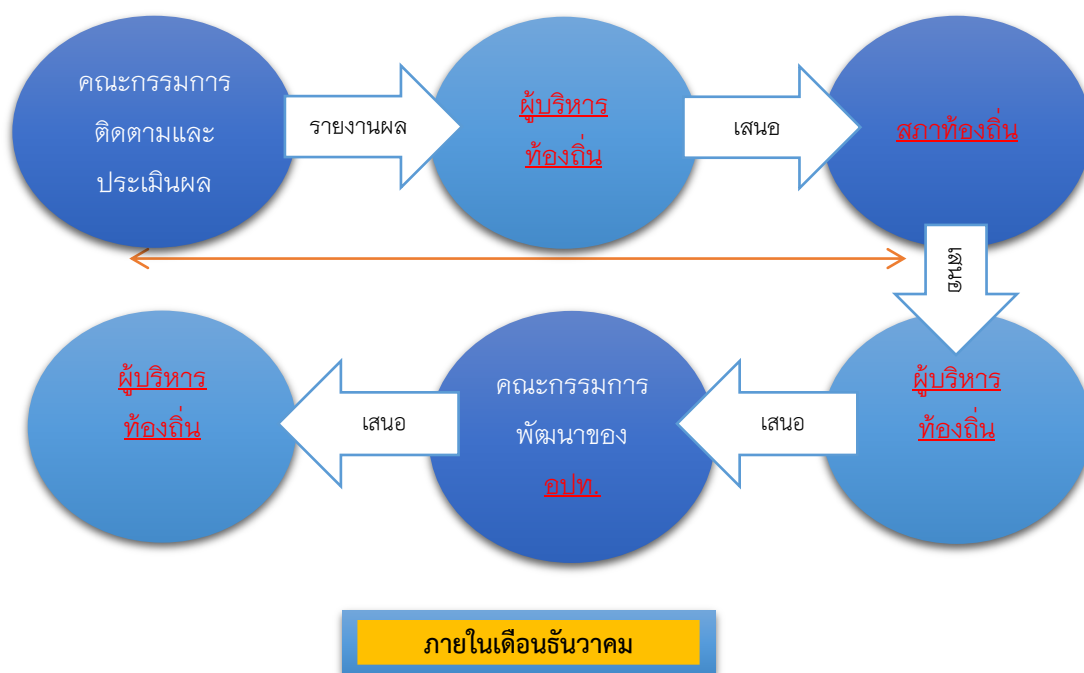 คณะกรรมการ
ติดตามและ
ประเมินผล
รายงานผล
ผู้บริหาร
ท้องถิ่น
เสนอ
สภาท้องถิ่น
เสนอ
ผู้บริหาร
ท้องถิ่น
เสนอ
คณะกรรมการ
พัฒนาของ
อปท.
เสนอ
ผู้บริหาร
ท้องถิ่น
ภายในเดือนธันวาคม